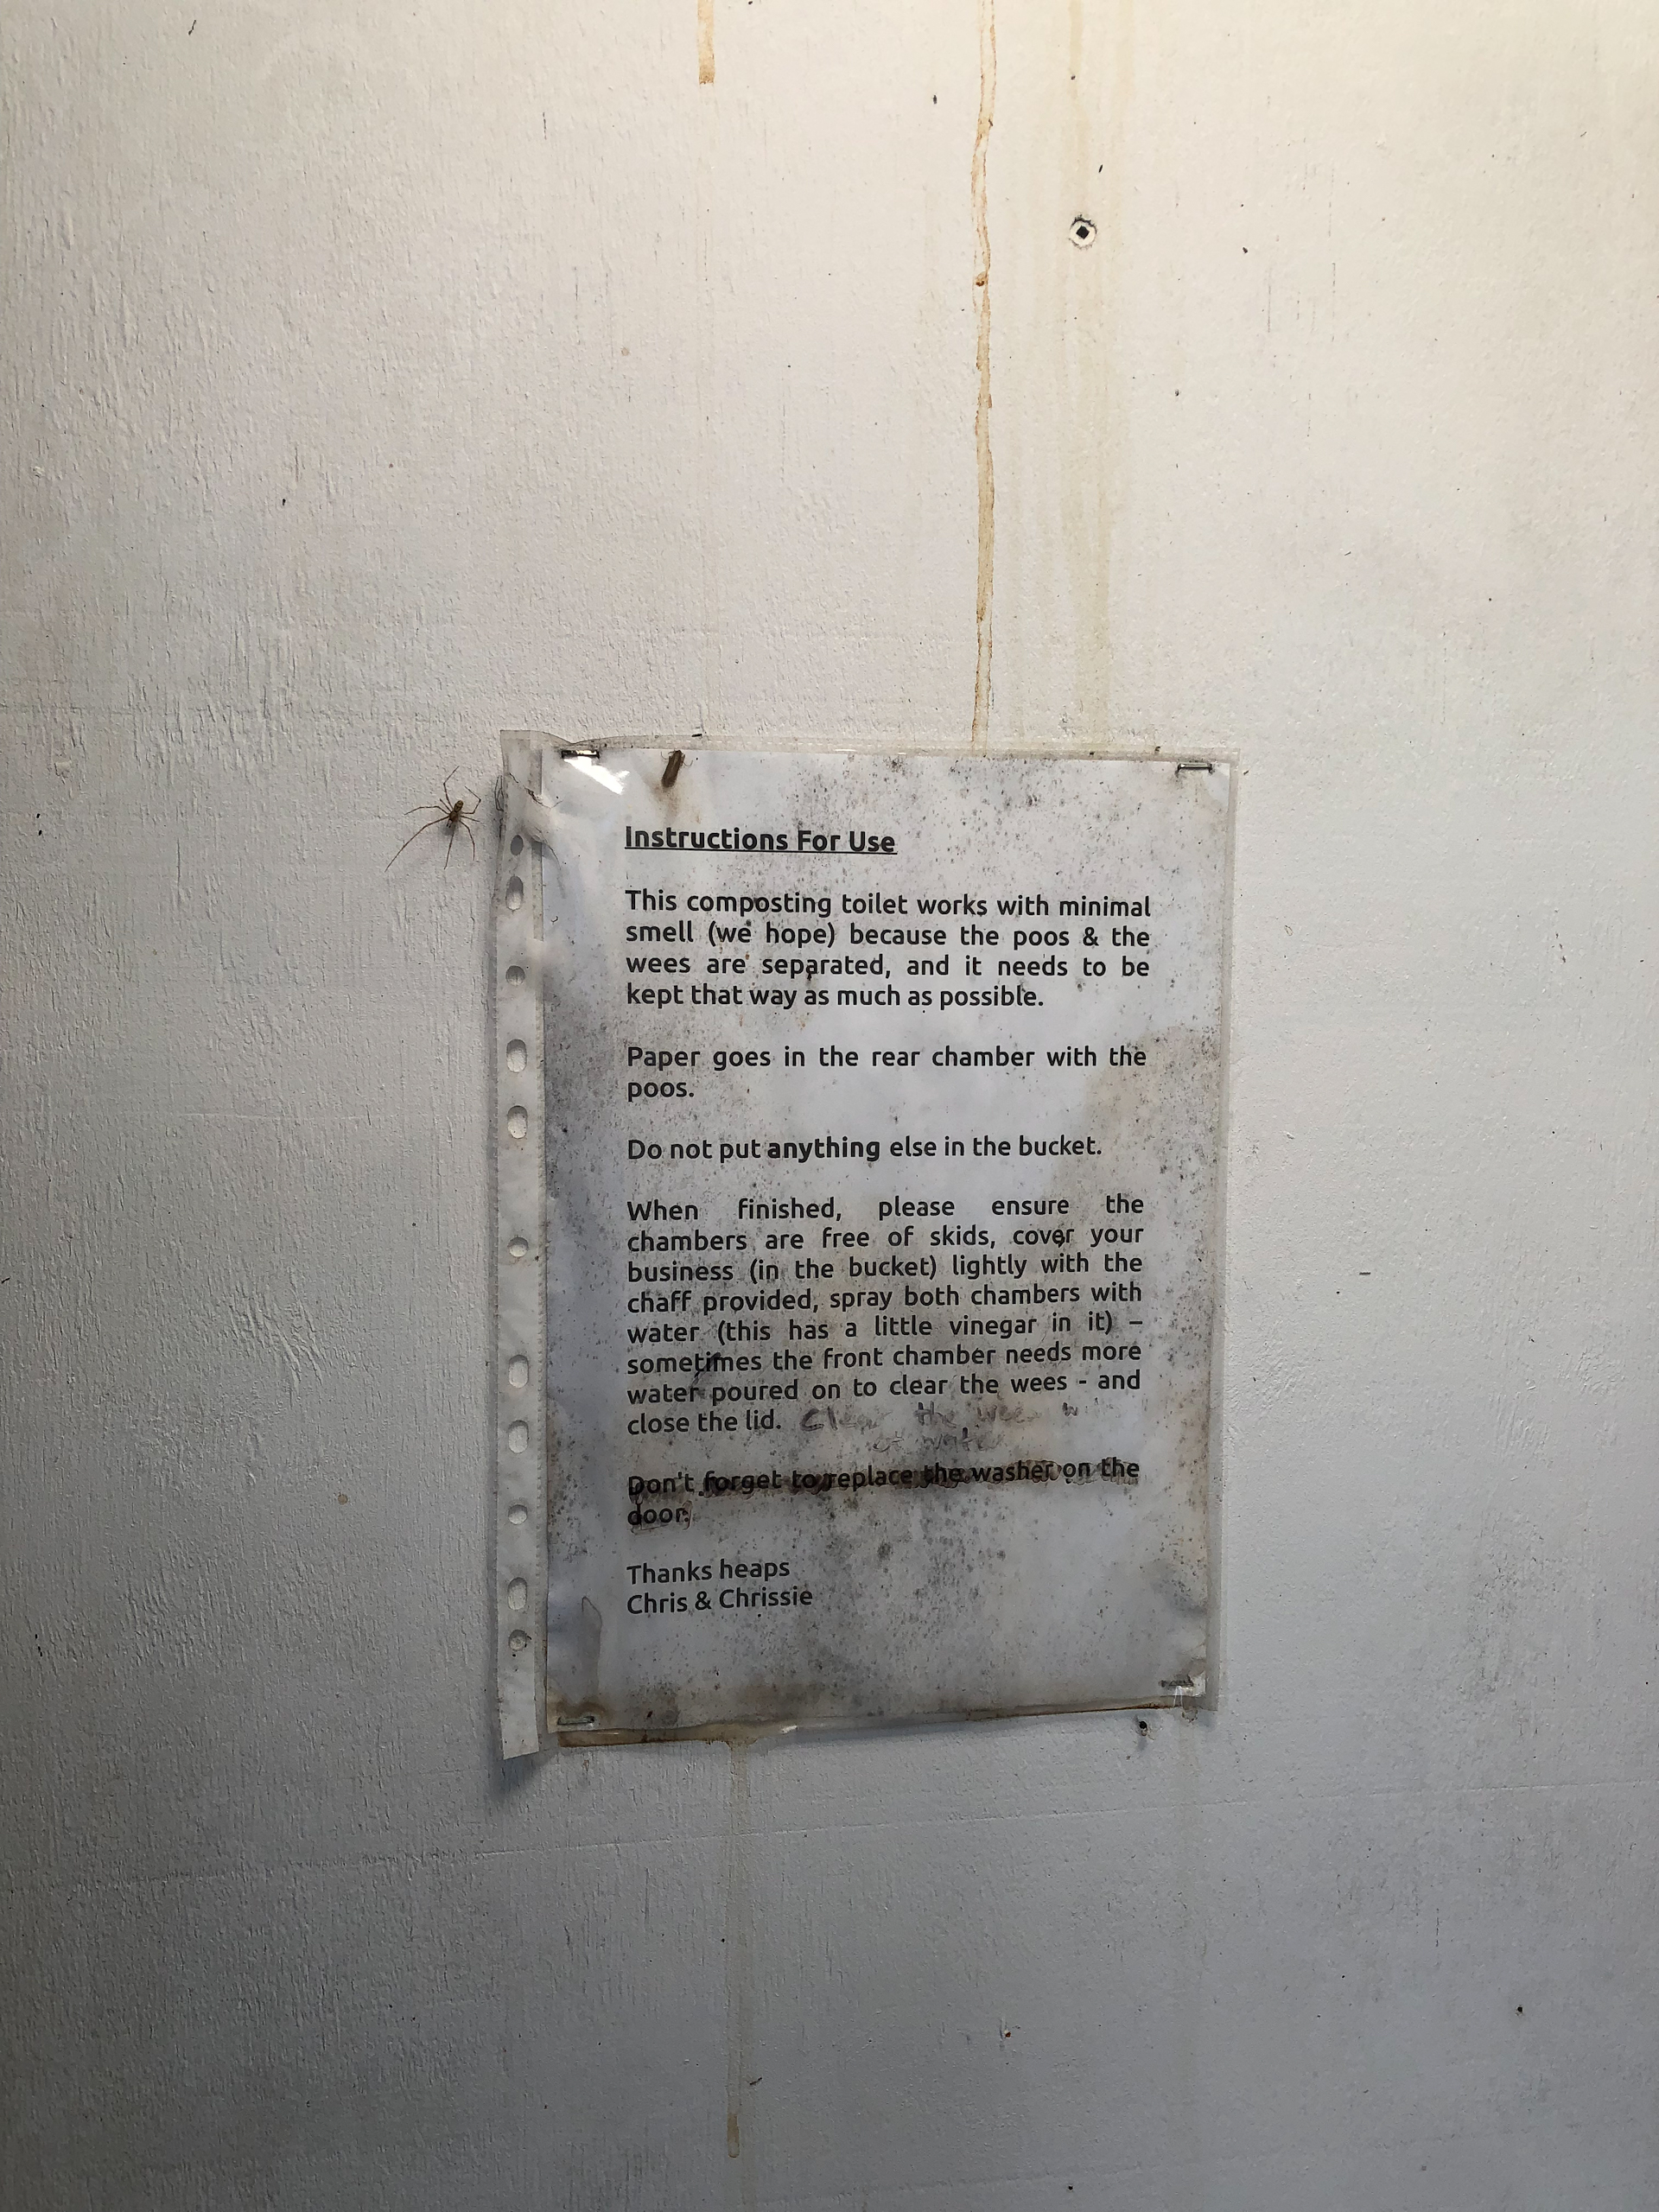 Instructions For Use
This composting toilet works with minimal
smell (we hope) because the poos & the
wees are separated, and it needs to be
kept that way as much as possible.
Paper goes in the rear chamber with the
poos.
Do not put anything else in the bucket.
When finished, please ensure the
chambers are free of skids, cover your
business (in the bucket) lightly with the
chaff provided, spray both chambers with
water (this has a little vinegar in it) –
sometimes the front chamber needs more
water poured on to clear the wees - and
close the lid. Clear the wee
of
Don't forget to replace the washer on the
door.
Thanks heaps
Chris & Chrissie